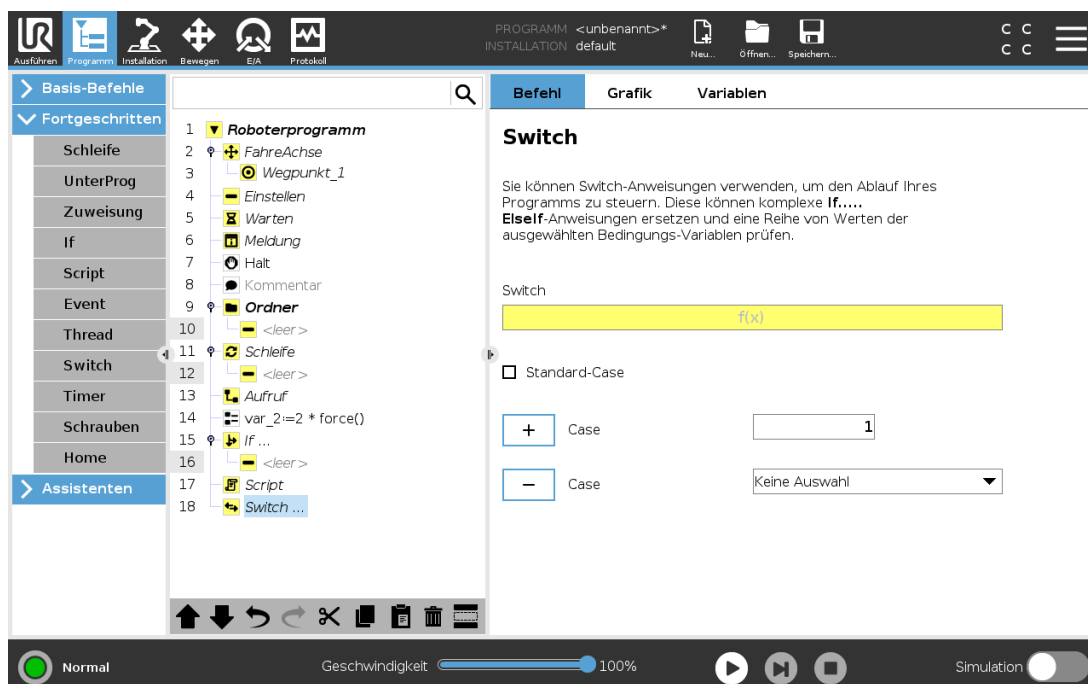 PROGRAMM <unbenannt>*
INSTALLATION default
UR
Ausführen
Programm
Installation
Bewegen
E/A
Protokoll
Neu...
Öffnen...
Speichern...
C C
C C
Basis-Befehle
Fortgeschritten
Schleife
UnterProg
Zuweisung
If
Script
Event
Thread
Switch
Timer
Schrauben
Home
Assistenten
1 Roboterprogramm
2 FahreAchse
3 Wegpunkt_1
4 Einstellen
5 Warten
6 Meldung
7 Halt
8 Kommentar
9 Ordner
10 <leer>
11 Schleife
12 <leer>
13 Aufruf
14 var_2:=2 * force()
15 If ...
16 <leer>
17 Script
18 Switch ...
Befehl
Grafik
Variablen
Switch
Sie können Switch-Anweisungen verwenden, um den Ablauf Ihres
Programms zu steuern. Diese können komplexe If.....
ElseIf-Anweisungen ersetzen und eine Reihe von Werten der
ausgewählten Bedingungs-Variablen prüfen.
Switch
f(x)
Standard-Case
+ Case 1
− Case Keine Auswahl
Normal
Geschwindigkeit
100%
Simulation